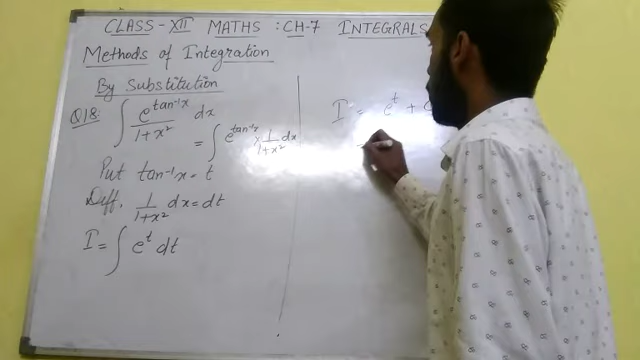 CLASS - XII MATHS : CH-7 INTEGRALS
Methods of Integration
By Substitution
Q18: ∫ e^(tan⁻¹x) / (1+x²) dx
= ∫ e^(tan⁻¹x) × 1/(1+x²) dx
Put tan⁻¹x = t
Diff, 1/(1+x²) dx = dt
I = ∫ e^t dt
I = e^t +